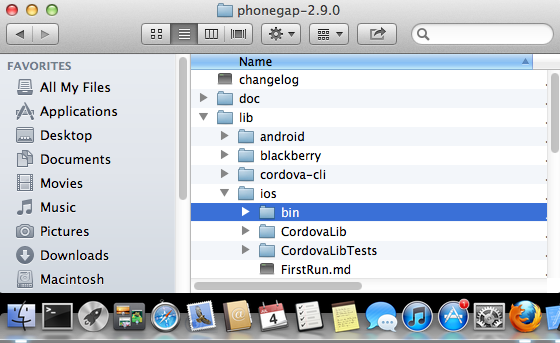 phonegap-2.9.0
Name
FAVORITES
All My Files
Applications
Desktop
Documents
Movies
Music
Pictures
Downloads
Macintosh
changelog
doc
lib
android
blackberry
cordova-cli
ios
bin
CordovaLib
CordovaLibTests
FirstRun.md
4
1